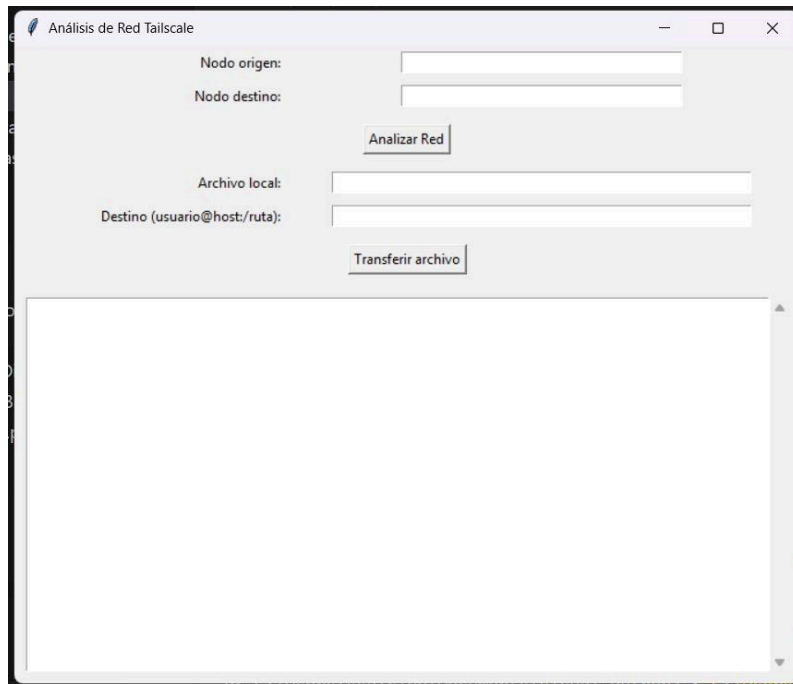 Análisis de Red Tailscale
Nodo origen:
Nodo destino:
Analizar Red
Archivo local:
Destino (usuario@host:/ruta):
Transferir archivo